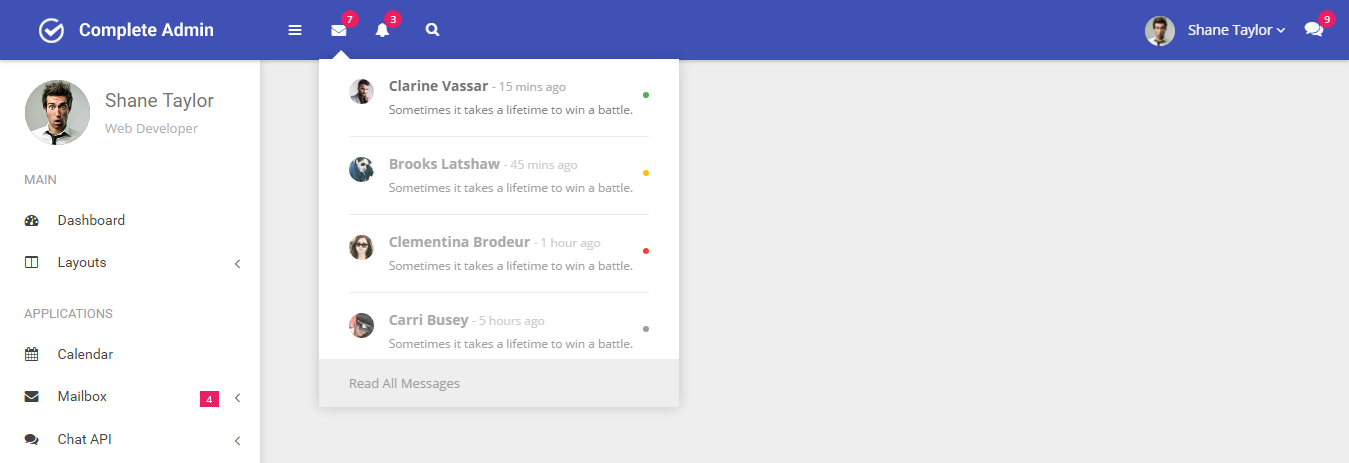 Complete Admin
7
3
Shane Taylor
9
Shane Taylor
Web Developer
MAIN
Dashboard
Layouts
APPLICATIONS
Calendar
Mailbox
4
Chat API
Clarine Vassar - 15 mins ago
Sometimes it takes a lifetime to win a battle.
Brooks Latshaw - 45 mins ago
Sometimes it takes a lifetime to win a battle.
Clementina Brodeur - 1 hour ago
Sometimes it takes a lifetime to win a battle.
Carri Busey - 5 hours ago
Sometimes it takes a lifetime to win a battle.
Read All Messages